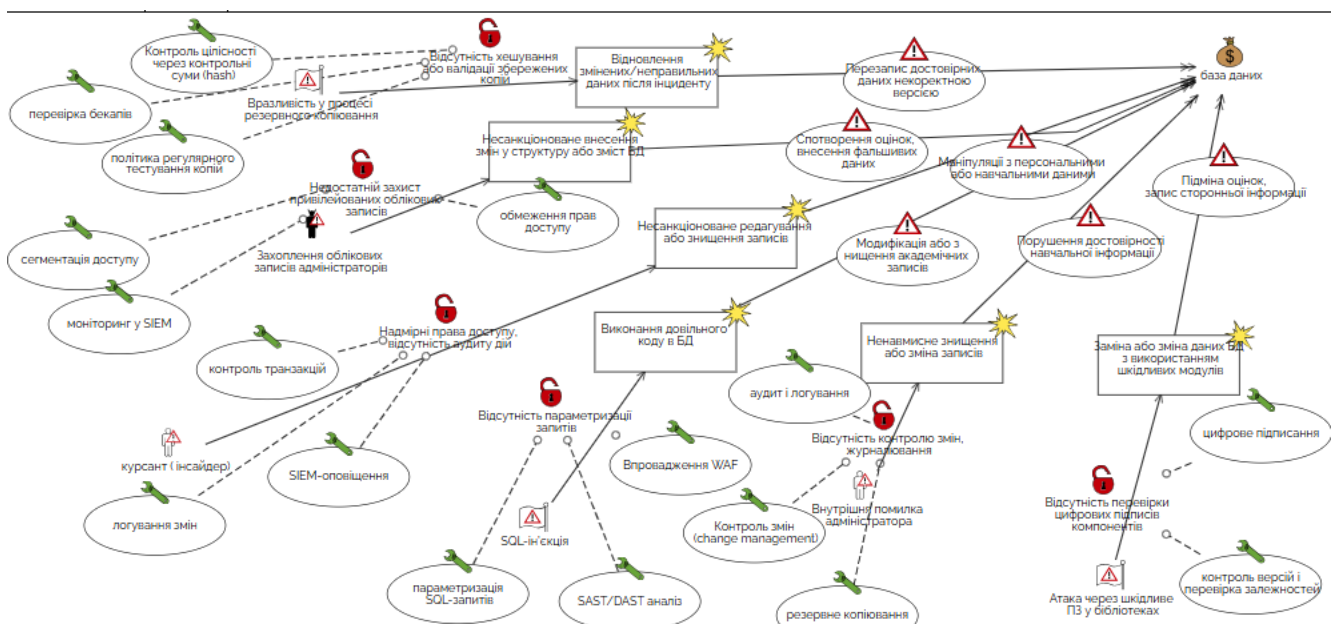 Контроль цілісності
через контрольні
суми (hash)
Відсутність хешування
або валідації збережених
копій
Відновлення
змінених/неправильних
даних після інциденту
Перезапис достовірних
даних некоректною
версією
база даних
перевірка бекапів
Вразливість у процесі
резервного копіювання
політика регулярного
тестування копій
Несанкціоноване внесення
змін у структуру або зміст БД
Спотворення оцінок,
внесення фальшивих
даних
Маніпуляції з персональними
або навчальними даними
Підміна оцінок,
запис сторонньої інформації
Недостатній захист
привілейованих облікових
записів
обмеження прав
доступу
Несанкціоноване редагування
або знищення записів
Модифікація або з
нищення академічних
записів
Порушення достовірності
навчальної інформації
сегментація доступу
Захоплення облікових
записів адміністраторів
моніторинг у SIEM
Надмірні права доступу,
відсутність аудиту дій
Виконання довільного
коду в БД
Ненавмисне знищення
або зміна записів
Заміна або зміна даних БД
з використанням
шкідливих модулів
контроль транзакцій
аудит і логування
Відсутність параметризації
запитів
Відсутність контролю змін,
журналювання
цифрове підписання
курсант ( інсайдер)
SIEM-оповіщення
Впровадження WAF
логування змін
SQL-ін'єкція
Контроль змін
(change management)
Внутрішня помилка
адміністратора
Відсутність перевірки
цифрових підписів
компонентів
параметризація
SQL-запитів
SAST/DAST аналіз
резервне копіювання
Атака через шкідливе
ПЗ у бібліотеках
контроль версій і
перевірка залежностей